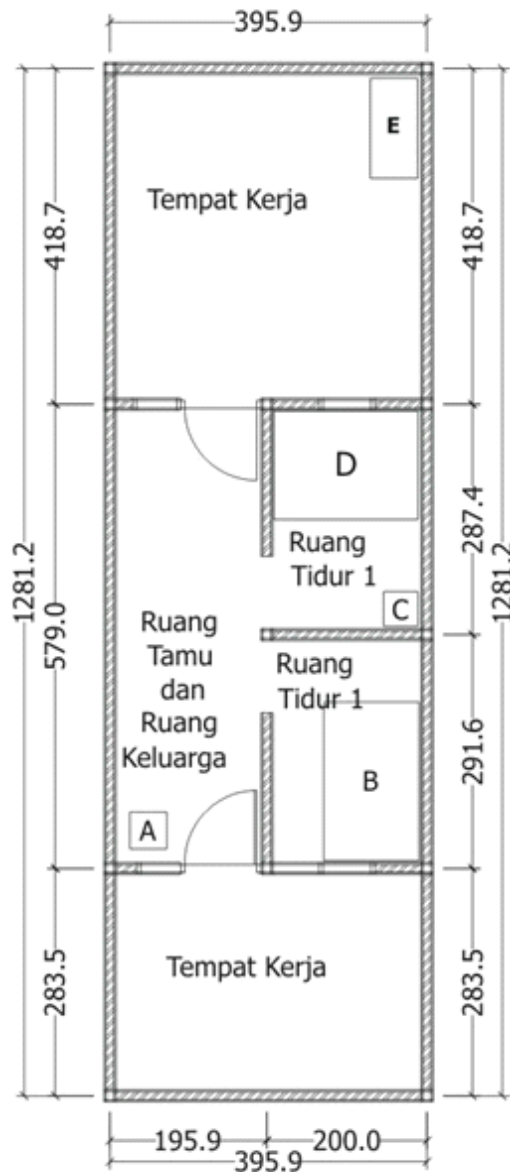 395.9
E
Tempat Kerja
418.7
418.7
D
287.4
Ruang
Tidur 1
C
1281.2
579.0
1281.2
Ruang
Tamu
dan
Ruang
Keluarga
Ruang
Tidur 1
291.6
B
A
Tempat Kerja
283.5
283.5
195.9
200.0
395.9